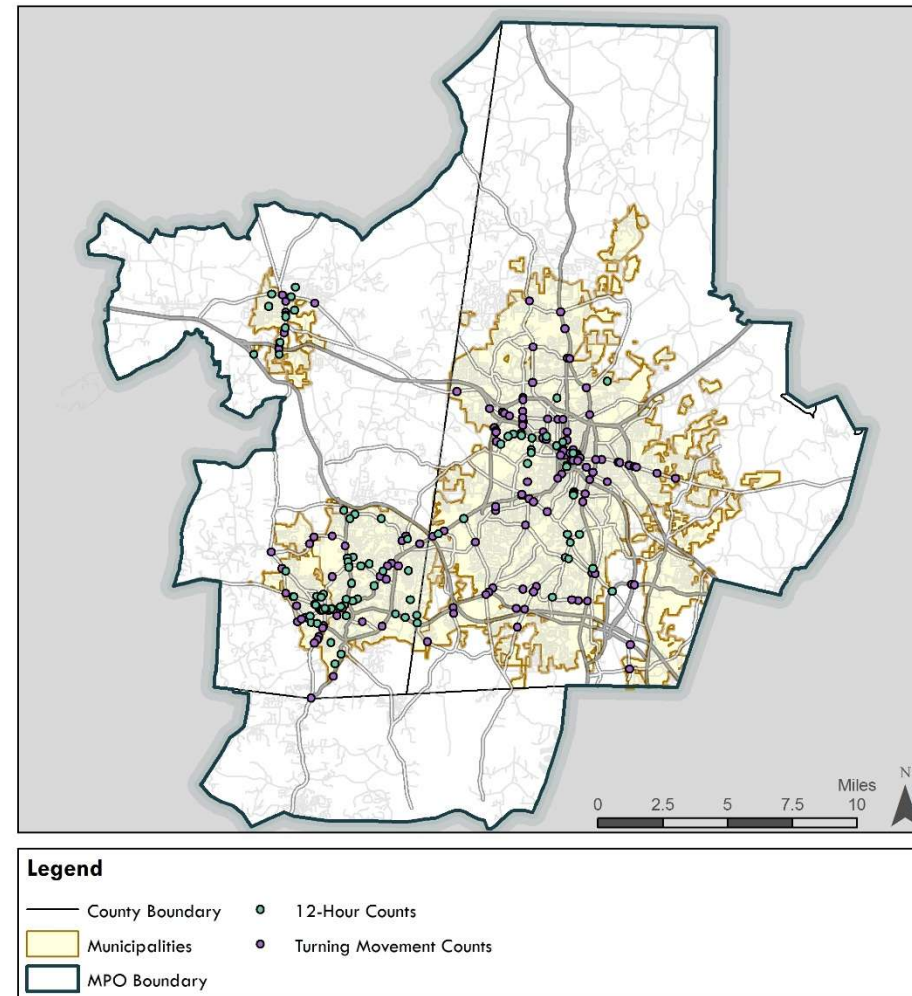 N
Miles
0 2.5 5 7.5 10
Legend
County Boundary 12-Hour Counts
Municipalities Turning Movement Counts
MPO Boundary